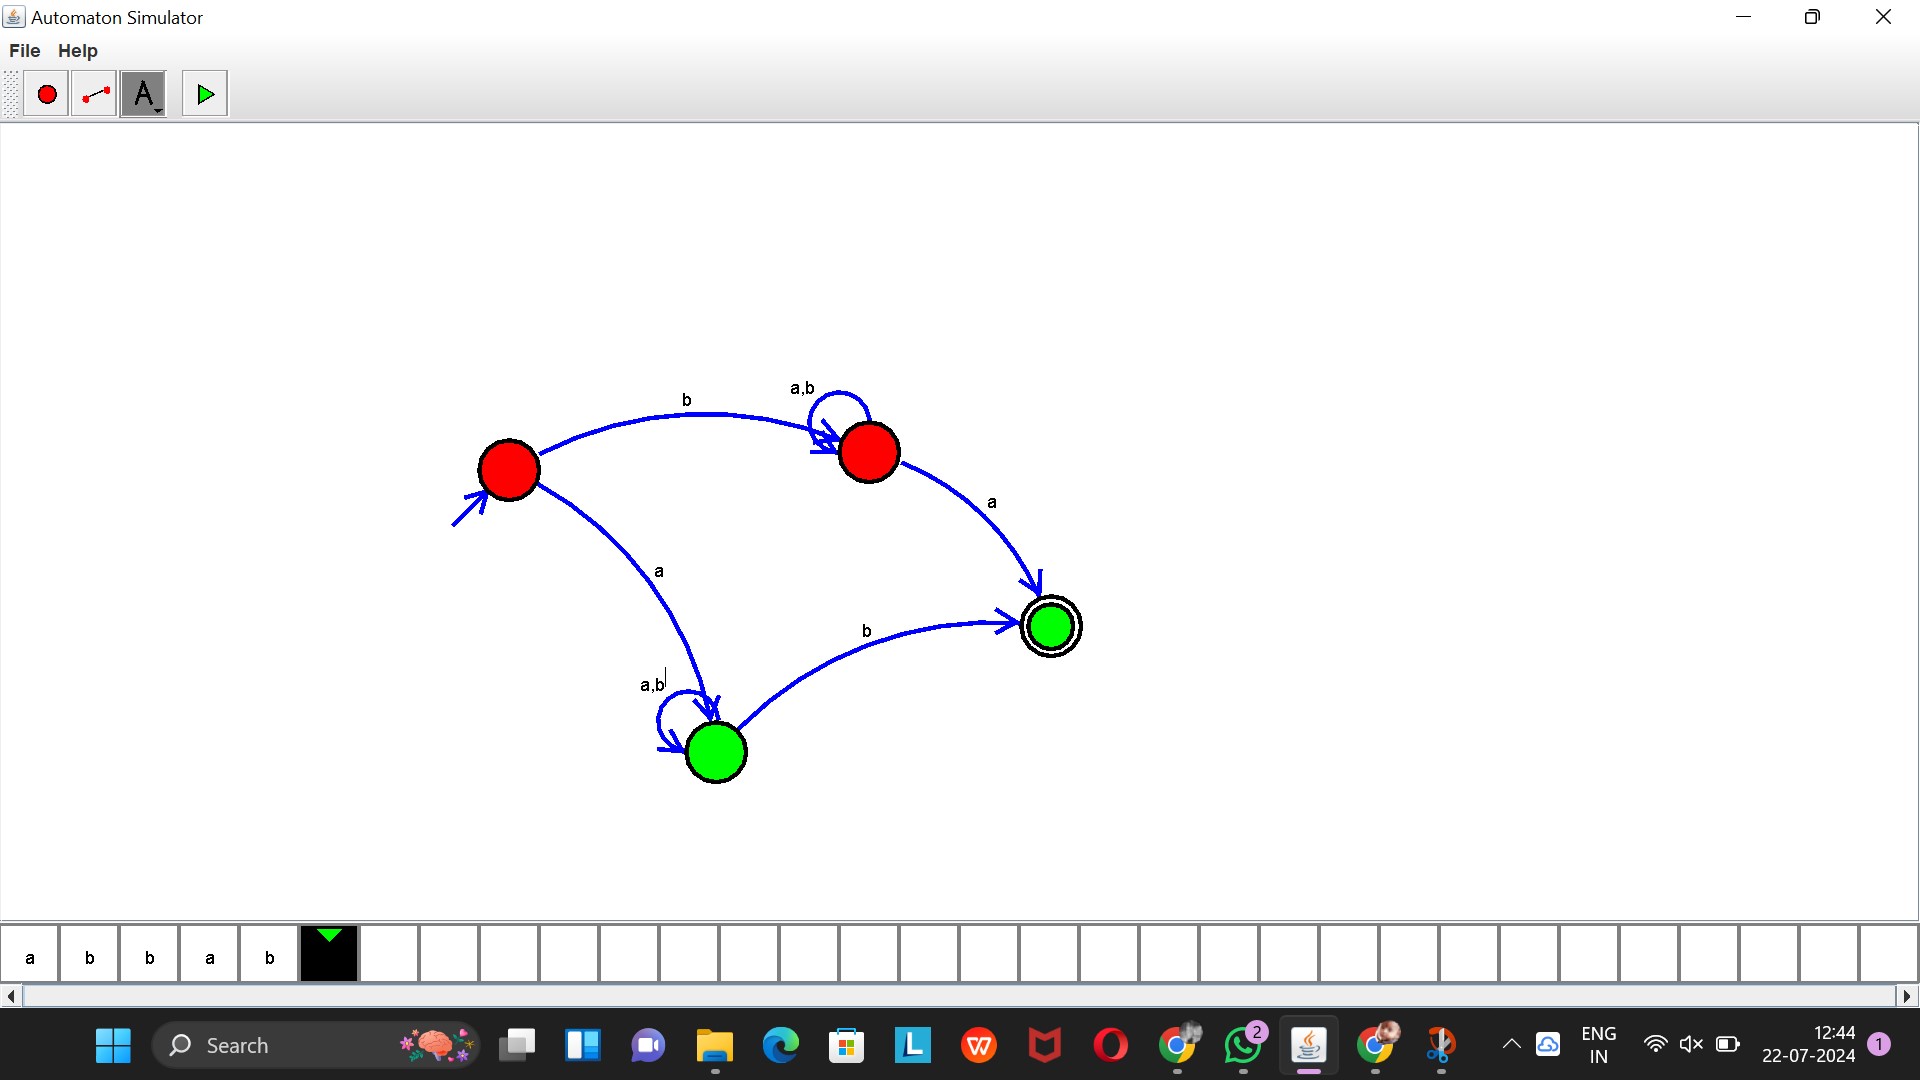 Automaton Simulator
File Help
A
b
a,b
a
a
b
a,b
a b b a b
Search
L
W
2
ENG
IN
12:44
22-07-2024
1